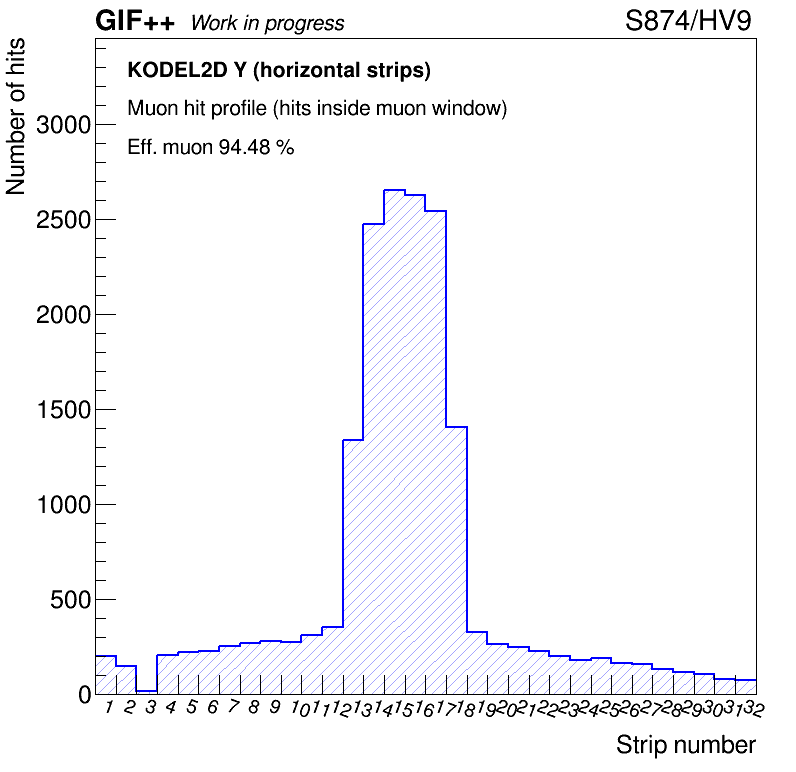 GIF++ Work in progress S874/HV9
Number of hits
KODEL2D Y (horizontal strips)
Muon hit profile (hits inside muon window)
Eff. muon 94.48 %
3000
2500
2000
1500
1000
500
0
1 2 3 4 5 6 7 8 9 10 11 12 13 14 15 16 17 18 19 20 21 22 23 24 25 26 27 28 29 30 31 32
Strip number